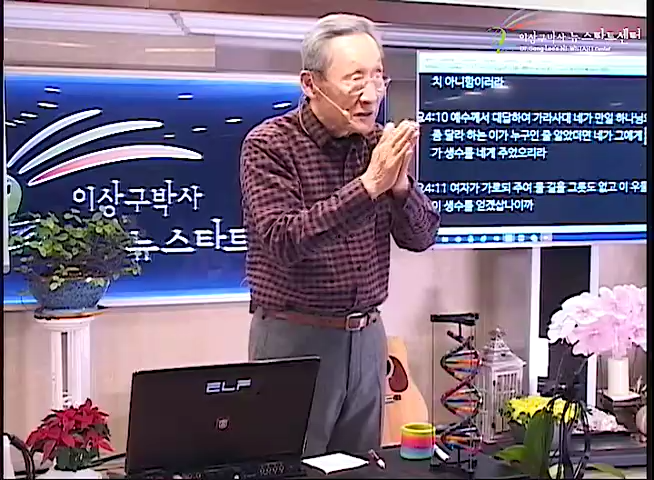 이상구박사 뉴스타트센터
치 아니함이러라
24:10 예수께서 대답하여 가라사대 네가 만일 하나님의
줄 달라 하는 이가 누구인 줄 알았더면 네가 그에게
가 생수를 네게 주었으리라
24:11 여자가 가로되 주여 물 길을 그릇도 없고 이 우물
이 생수를 얻겠삽나이까
이상구박사
뉴스타트
ELF